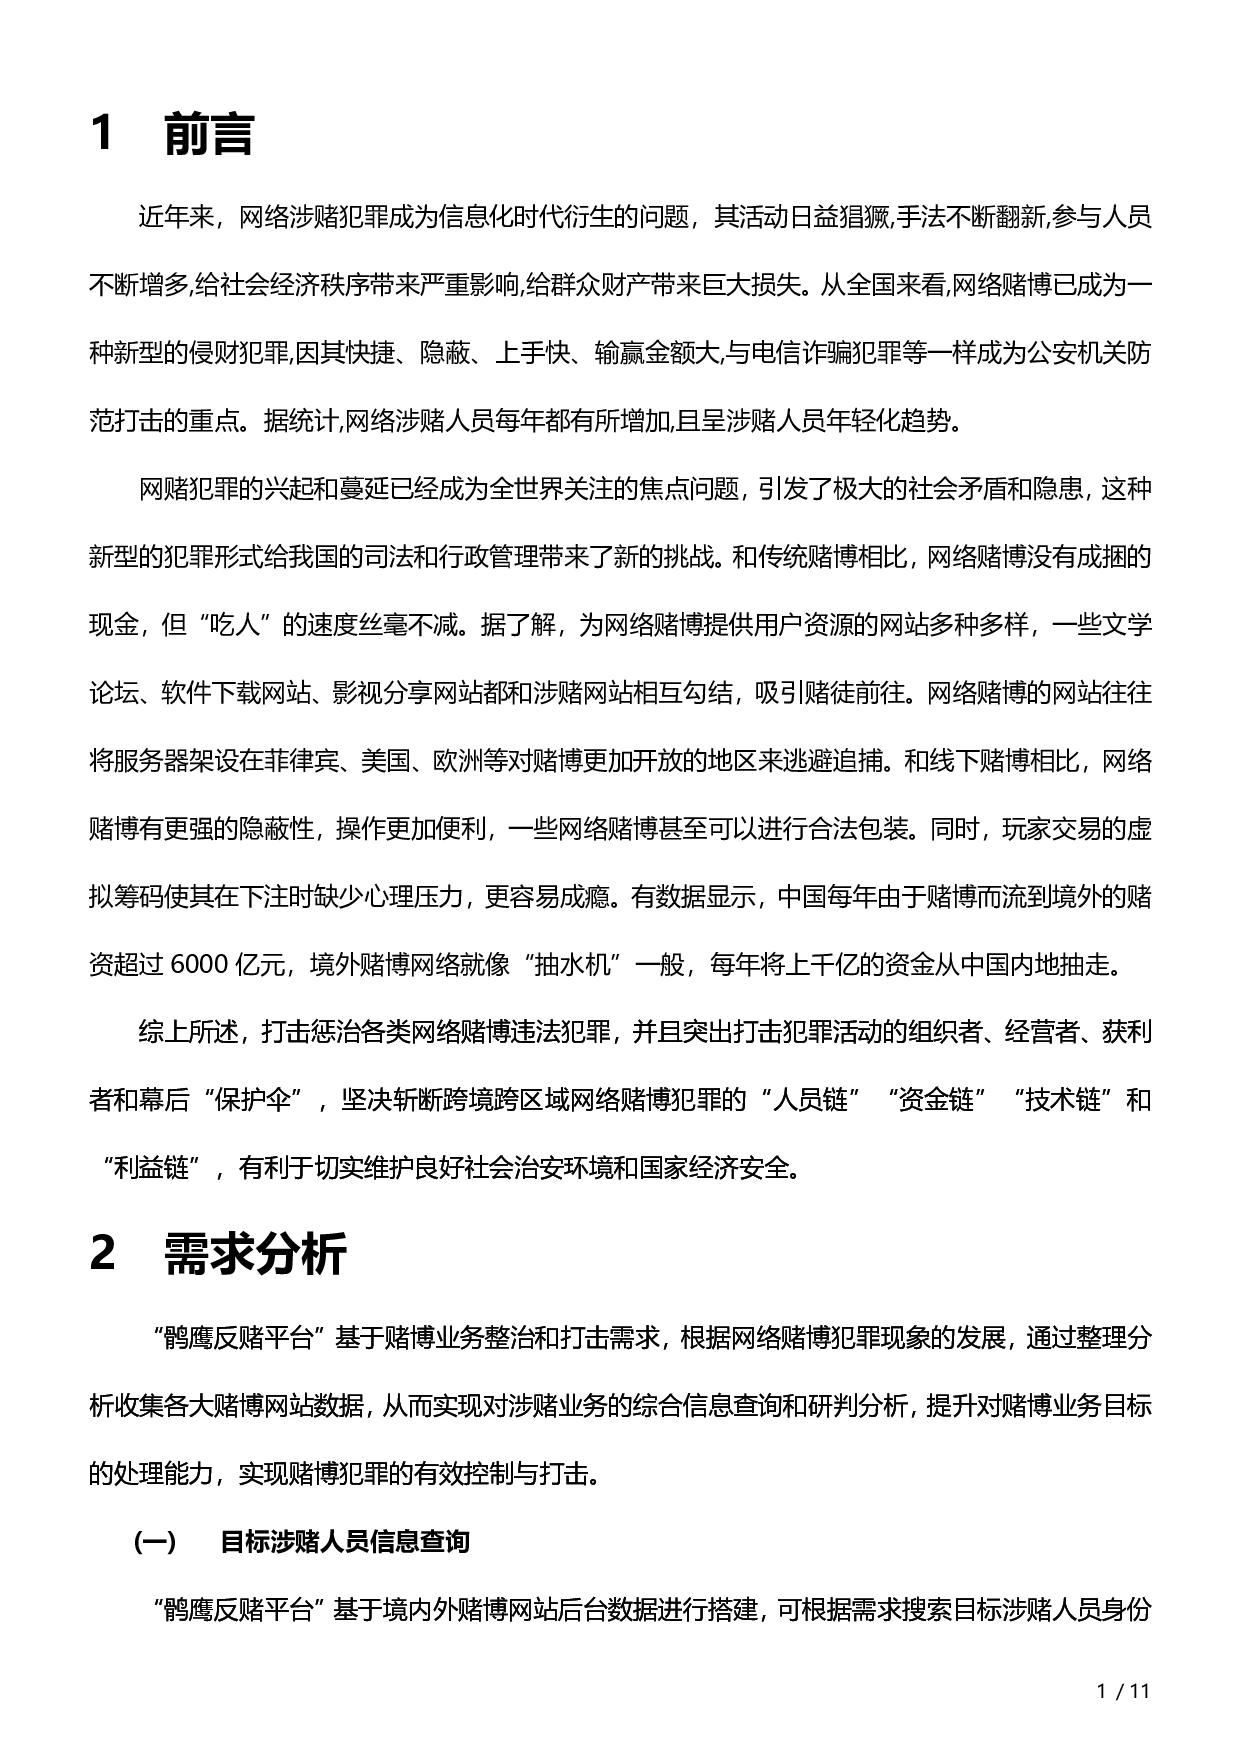 1 前言
近年来，网络涉赌犯罪成为信息化时代衍生的问题，其活动日益猖獗,手法不断翻新,参与人员
不断增多,给社会经济秩序带来严重影响,给群众财产带来巨大损失。从全国来看,网络赌博已成为一
种新型的侵财犯罪,因其快捷、隐蔽、上手快、输赢金额大,与电信诈骗犯罪等一样成为公安机关防
范打击的重点。据统计,网络涉赌人员每年都有所增加,且呈涉赌人员年轻化趋势。
网赌犯罪的兴起和蔓延已经成为全世界关注的焦点问题，引发了极大的社会矛盾和隐患，这种
新型的犯罪形式给我国的司法和行政管理带来了新的挑战。和传统赌博相比，网络赌博没有成捆的
现金，但“吃人”的速度丝毫不减。据了解，为网络赌博提供用户资源的网站多种多样，一些文学
论坛、软件下载网站、影视分享网站都和涉赌网站相互勾结，吸引赌徒前往。网络赌博的网站往往
将服务器架设在菲律宾、美国、欧洲等对赌博更加开放的地区来逃避追捕。和线下赌博相比，网络
赌博有更强的隐蔽性，操作更加便利，一些网络赌博甚至可以进行合法包装。同时，玩家交易的虚
拟筹码使其在下注时缺少心理压力，更容易成瘾。有数据显示，中国每年由于赌博而流到境外的赌
资超过 6000 亿元，境外赌博网络就像“抽水机”一般，每年将上千亿的资金从中国内地抽走。
综上所述，打击惩治各类网络赌博违法犯罪，并且突出打击犯罪活动的组织者、经营者、获利
者和幕后“保护伞”，坚决斩断跨境跨区域网络赌博犯罪的“人员链”“资金链”“技术链”和
“利益链”，有利于切实维护良好社会治安环境和国家经济安全。
2 需求分析
“鹘鹰反赌平台”基于赌博业务整治和打击需求，根据网络赌博犯罪现象的发展，通过整理分
析收集各大赌博网站数据，从而实现对涉赌业务的综合信息查询和研判分析，提升对赌博业务目标
的处理能力，实现赌博犯罪的有效控制与打击。
(一) 目标涉赌人员信息查询
“鹘鹰反赌平台”基于境内外赌博网站后台数据进行搭建，可根据需求搜索目标涉赌人员身份
1 / 11